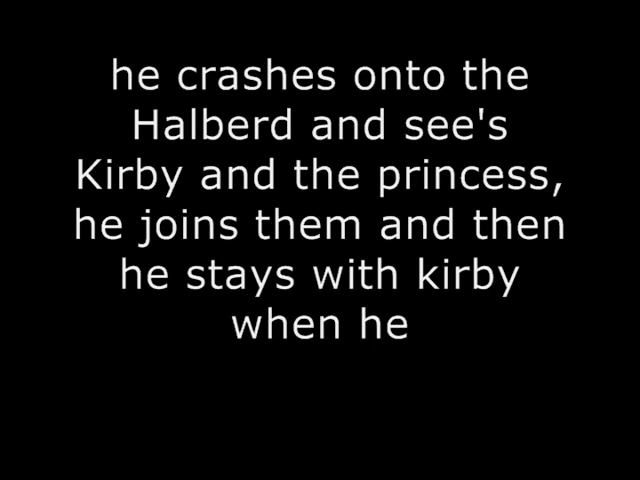 he crashes onto the
Halberd and see's
Kirby and the princess,
he joins them and then
he stays with kirby
when he